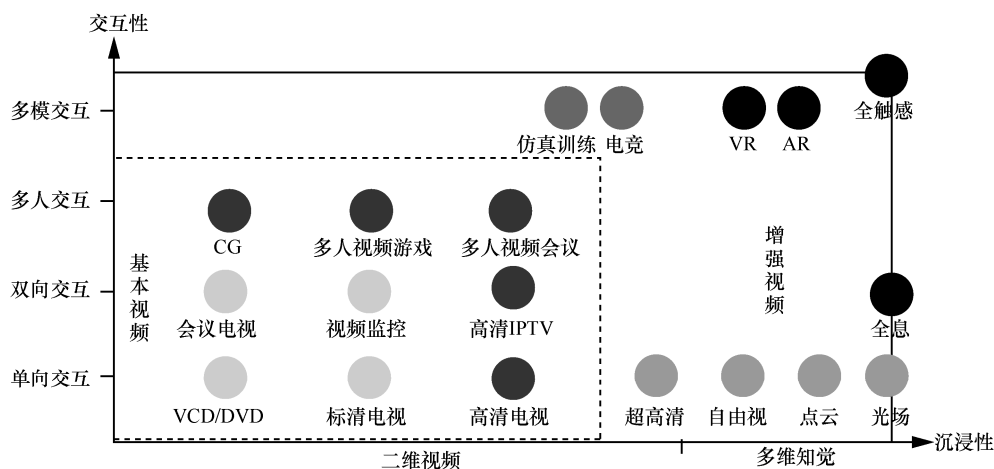 交互性
多模交互
全触感
仿真训练
电竞
VR
AR
多人交互
CG
多人视频游戏
多人视频会议
基本视频
增强视频
双向交互
会议电视
视频监控
高清IPTV
全息
单向交互
VCD/DVD
标清电视
高清电视
超高清
自由视
点云
光场
沉浸性
二维视频
多维知觉